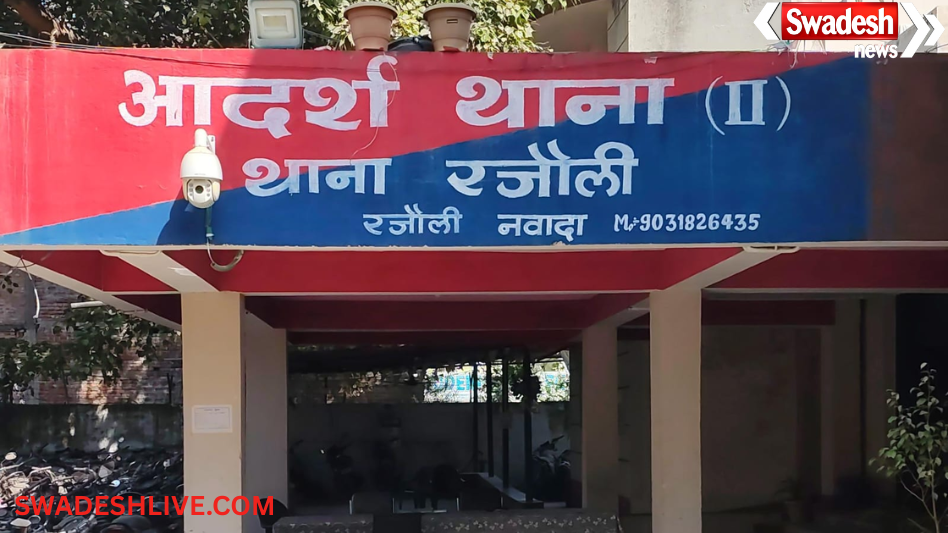 Swadesh
news
आदर्श थाना (II)
थाना रजौली
रजौली नवादा M:-9031826435
SWADESHLIVE.COM